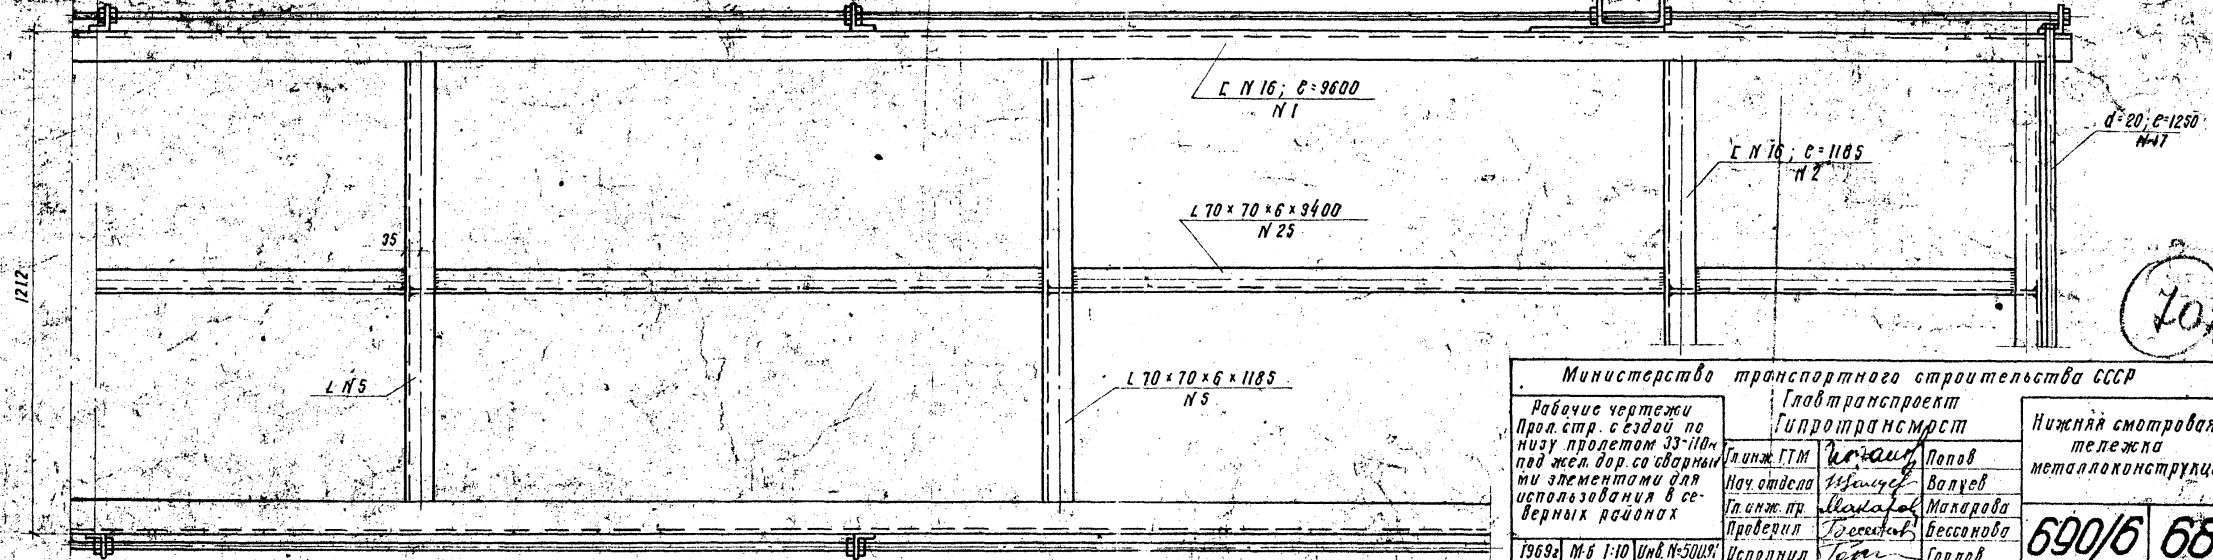 [ N 16; ℓ=9600
N 1
d=20; ℓ=1250
N 17
[ N 16; ℓ=1185
N 2
L 70×70×6×9400
N 25
35
1212
L N 5
L 70×70×6×1185
N 5
70
Министерство транспортного строительства СССР
Главтранспроект
Гипротрансмост
Рабочие чертежи
Прол. стр. с ездой по
низу пролетом 33-110м
под жел. дор. со сварны
ми элементами для
использования в се-
верных районах
Гл. инж. ГТМ Попов
Нач. отдела Валуев
Гл. инж. пр. Макарова
Проверил Бессонова
Исполнил
Нижняя смотровая
тележка
металлоконструкц
1969г М-б 1:10
690/6 68